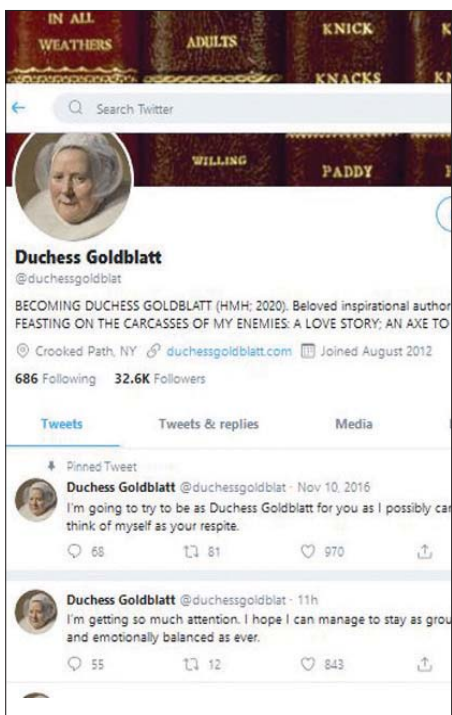 IN ALL
WEATHERS
ADULTS
KNICK
KNACKS
Search Twitter
WILLING
PADDY
Duchess Goldblatt
@duchessgoldblat
BECOMING DUCHESS GOLDBLATT (HMH; 2020). Beloved inspirational author
FEASTING ON THE CARCASSES OF MY ENEMIES: A LOVE STORY; AN AXE TO
Crooked Path, NY duchessgoldblatt.com Joined August 2012
686 Following 32.6K Followers
Tweets Tweets & replies Media
Pinned Tweet
Duchess Goldblatt @duchessgoldblat · Nov 10, 2016
I'm going to try to be as Duchess Goldblatt for you as I possibly can
think of myself as your respite.
68 81 970
Duchess Goldblatt @duchessgoldblat · 11h
I'm getting so much attention. I hope I can manage to stay as grou
and emotionally balanced as ever.
55 12 843